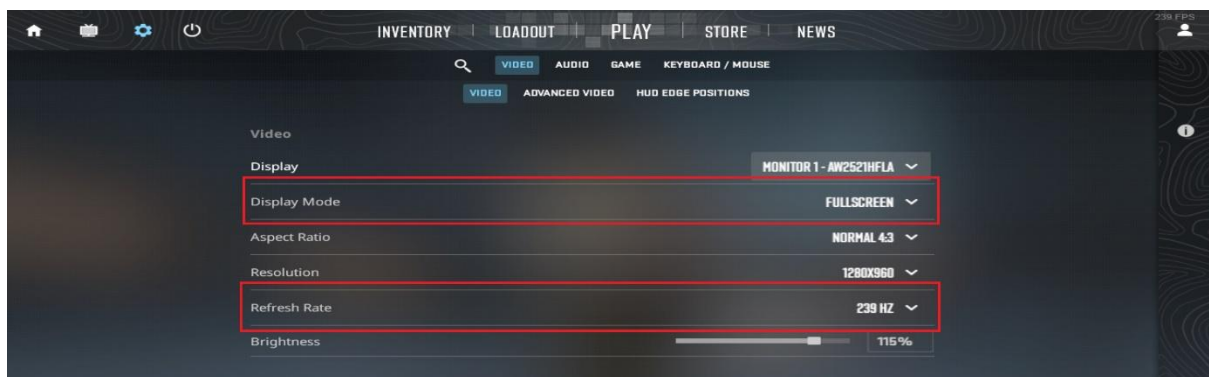 239 FPS
INVENTORY LOADOUT PLAY STORE NEWS
VIDEO AUDIO GAME KEYBOARD / MOUSE
VIDEO ADVANCED VIDEO HUD EDGE POSITIONS
Video
Display MONITOR 1 - AW2521HFLA
Display Mode FULLSCREEN
Aspect Ratio NORMAL 4:3
Resolution 1280X960
Refresh Rate 239 HZ
Brightness 115%